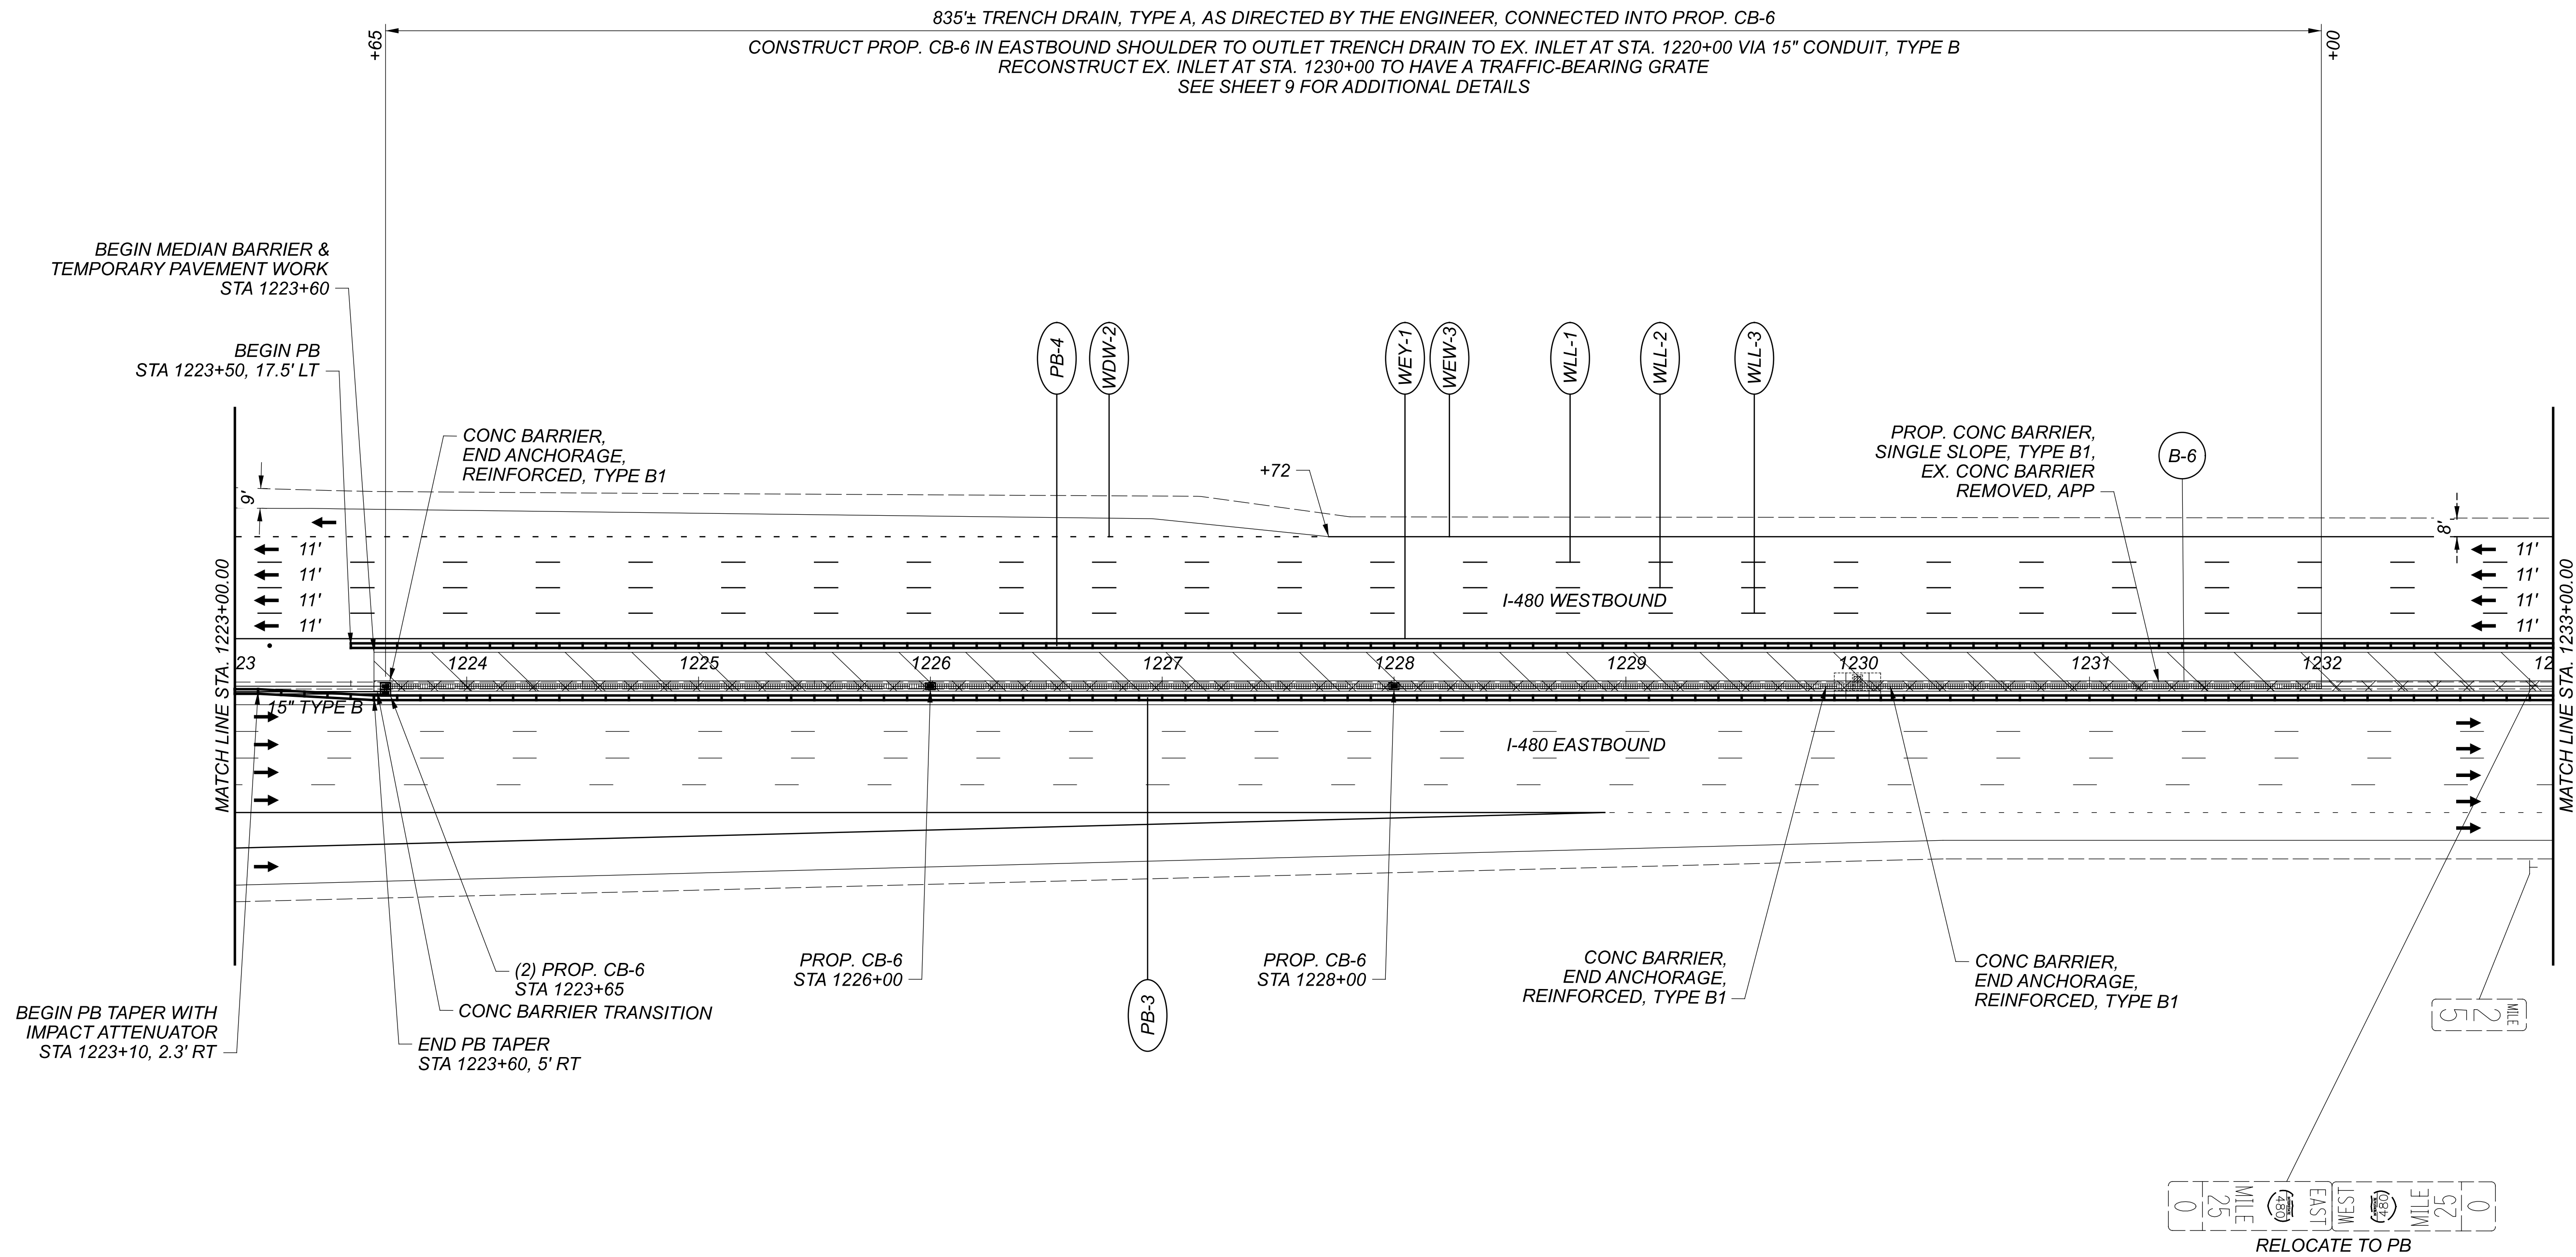 835'± TRENCH DRAIN, TYPE A, AS DIRECTED BY THE ENGINEER, CONNECTED INTO PROP. CB-6
+65
+00
CONSTRUCT PROP. CB-6 IN EASTBOUND SHOULDER TO OUTLET TRENCH DRAIN TO EX. INLET AT STA. 1220+00 VIA 15" CONDUIT, TYPE B
RECONSTRUCT EX. INLET AT STA. 1230+00 TO HAVE A TRAFFIC-BEARING GRATE
SEE SHEET 9 FOR ADDITIONAL DETAILS
BEGIN MEDIAN BARRIER &
TEMPORARY PAVEMENT WORK
STA 1223+60
BEGIN PB
STA 1223+50, 17.5' LT
PB-4
WDW-2
WEY-1
WEW-3
WLL-1
WLL-2
WLL-3
CONC BARRIER,
END ANCHORAGE,
REINFORCED, TYPE B1
+72
PROP. CONC BARRIER,
SINGLE SLOPE, TYPE B1,
EX. CONC BARRIER
REMOVED, APP
B-6
9'
8'
11'
11'
11'
11'
11'
11'
11'
11'
I-480 WESTBOUND
MATCH LINE STA. 1223+00.00
MATCH LINE STA. 1233+00.00
23
1224
1225
1226
1227
1228
1229
1230
1231
1232
12
15" TYPE B
I-480 EASTBOUND
(2) PROP. CB-6
STA 1223+65
CONC BARRIER TRANSITION
END PB TAPER
STA 1223+60, 5' RT
BEGIN PB TAPER WITH
IMPACT ATTENUATOR
STA 1223+10, 2.3' RT
PROP. CB-6
STA 1226+00
PB-3
PROP. CB-6
STA 1228+00
CONC BARRIER,
END ANCHORAGE,
REINFORCED, TYPE B1
CONC BARRIER,
END ANCHORAGE,
REINFORCED, TYPE B1
MILE
2
5
EAST
480
MILE
25
0
WEST
480
MILE
25
0
RELOCATE TO PB